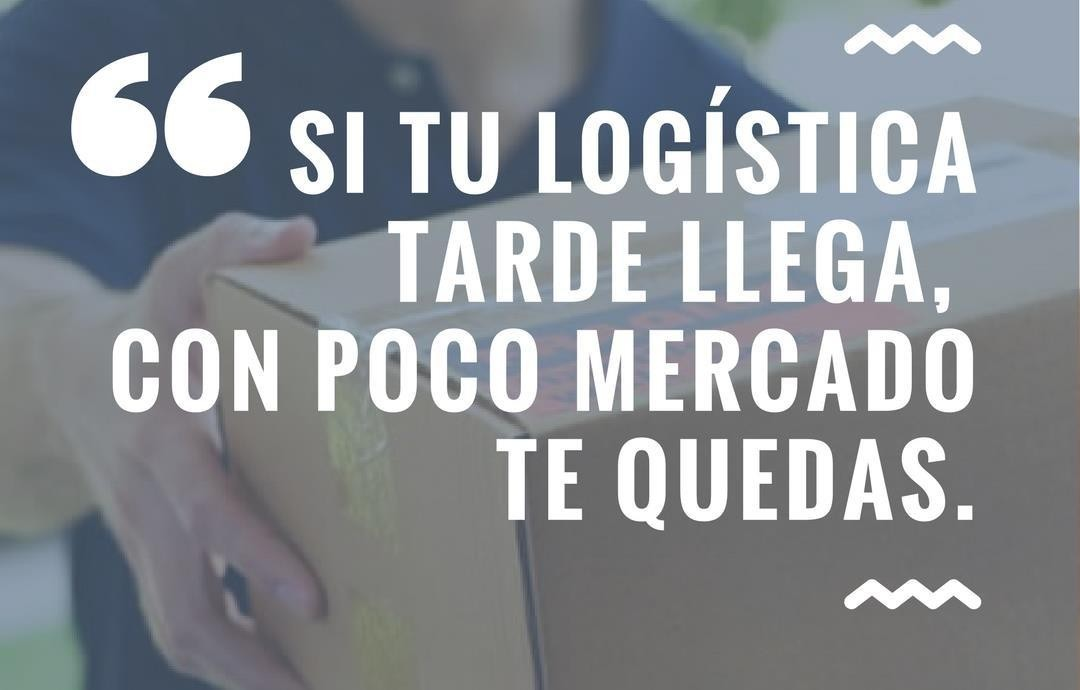 “ SI TU LOGÍSTICA
TARDE LLEGA,
CON POCO MERCADO
TE QUEDAS.